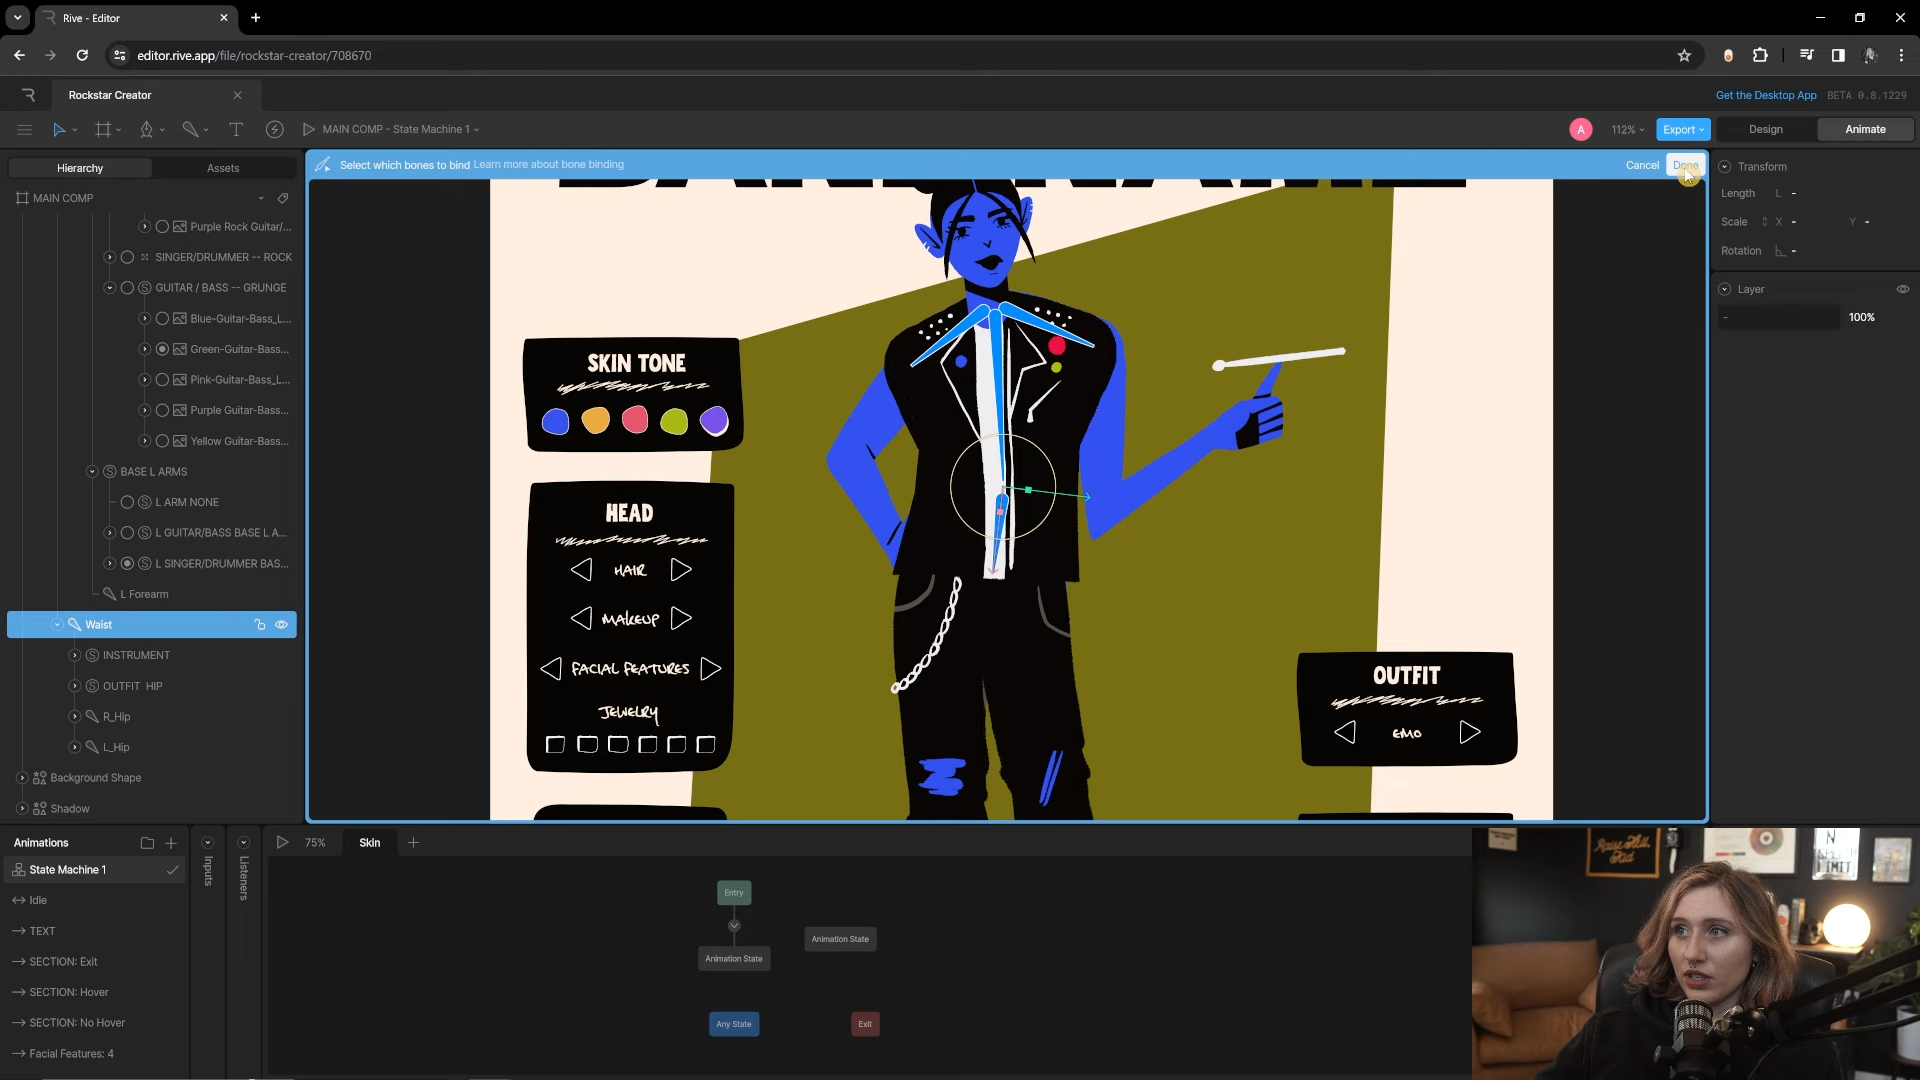 Rive - Editor
editor.rive.app/file/rockstar-creator/708670
Rockstar Creator
Get the Desktop App BETA 0.8.1229
MAIN COMP - State Machine 1
A
112%
Export
Design
Animate
Hierarchy
Assets
Select which bones to bind Learn more about bone binding
Cancel
Done
Transform
MAIN COMP
Length L -
Scale X - Y -
Rotation -
Layer
- 100%
Purple Rock Guitar/...
SINGER/DRUMMER -- ROCK
GUITAR / BASS -- GRUNGE
Blue-Guitar-Bass_L...
Green-Guitar-Bass...
Pink-Guitar-Bass_L...
Purple Guitar-Bass...
Yellow Guitar-Bass...
BASE L ARMS
L ARM NONE
L GUITAR/BASS BASE L A...
L SINGER/DRUMMER BAS...
L Forearm
Waist
INSTRUMENT
OUTFIT HIP
R_Hip
L_Hip
Background Shape
Shadow
SKIN TONE
HEAD
HAIR
MAKEUP
FACIAL FEATURES
JEWELRY
OUTFIT
EMO
Animations
75%
Skin
Inputs
Listeners
State Machine 1
Idle
TEXT
SECTION: Exit
SECTION: Hover
SECTION: No Hover
Facial Features: 4
Entry
Animation State
Animation State
Any State
Exit
Raise Hell,
Kid
LIMIT